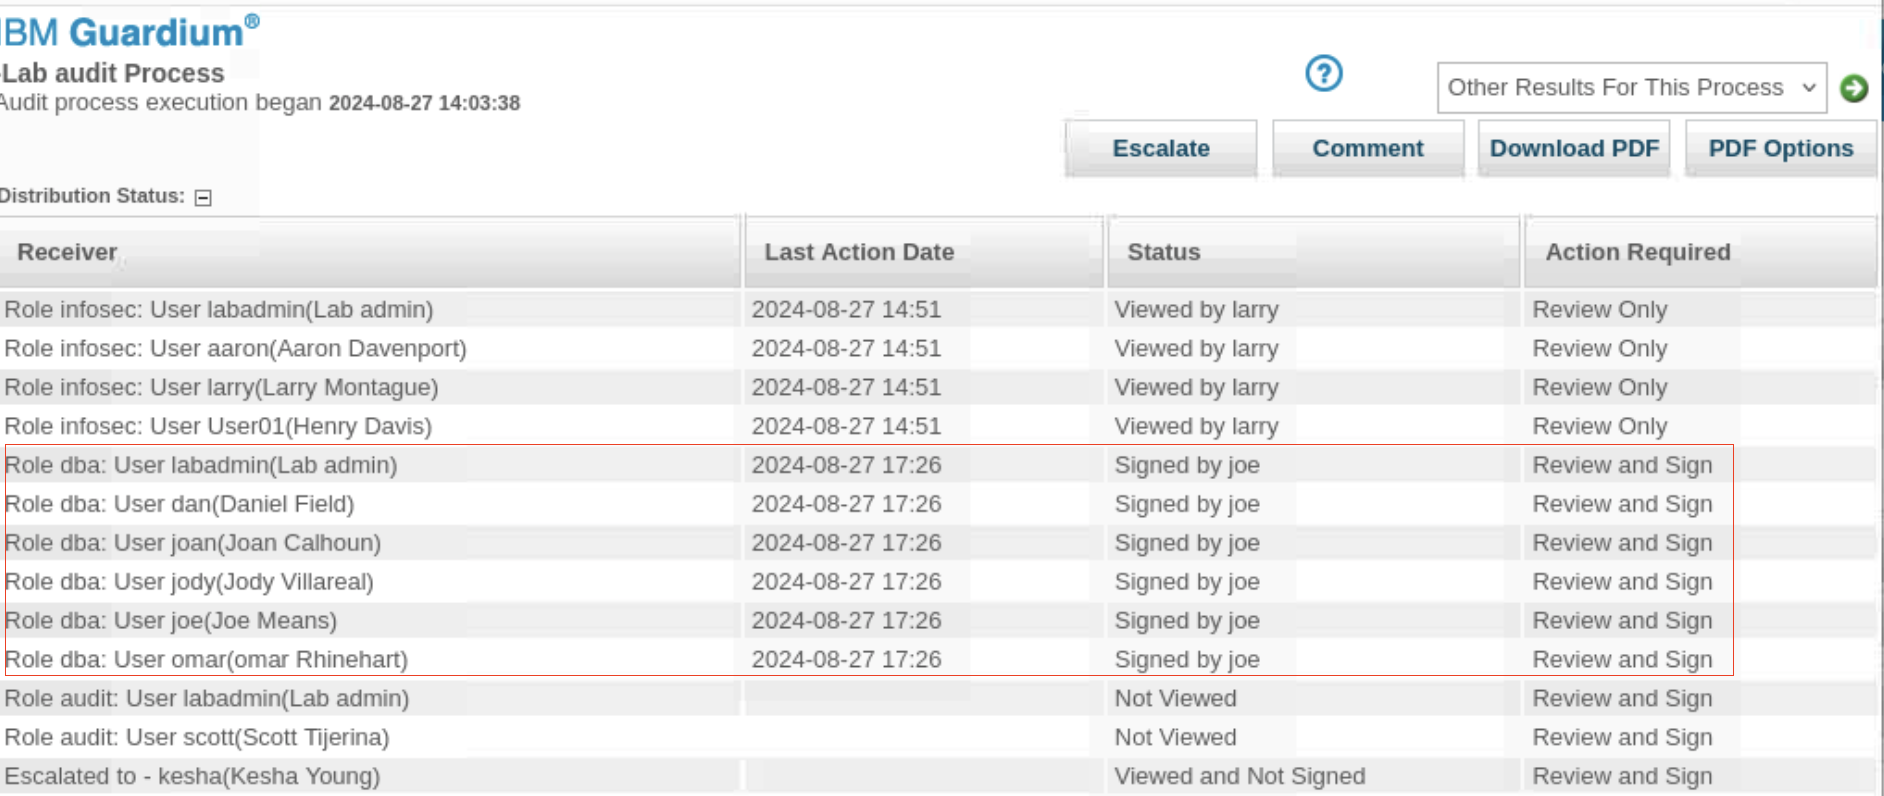 IBM Guardium®
-Lab audit Process
Audit process execution began 2024-08-27 14:03:38
?
Other Results For This Process
Escalate Comment Download PDF PDF Options
Distribution Status:
Receiver Last Action Date Status Action Required
Role infosec: User labadmin(Lab admin) 2024-08-27 14:51 Viewed by larry Review Only
Role infosec: User aaron(Aaron Davenport) 2024-08-27 14:51 Viewed by larry Review Only
Role infosec: User larry(Larry Montague) 2024-08-27 14:51 Viewed by larry Review Only
Role infosec: User User01(Henry Davis) 2024-08-27 14:51 Viewed by larry Review Only
Role dba: User labadmin(Lab admin) 2024-08-27 17:26 Signed by joe Review and Sign
Role dba: User dan(Daniel Field) 2024-08-27 17:26 Signed by joe Review and Sign
Role dba: User joan(Joan Calhoun) 2024-08-27 17:26 Signed by joe Review and Sign
Role dba: User jody(Jody Villareal) 2024-08-27 17:26 Signed by joe Review and Sign
Role dba: User joe(Joe Means) 2024-08-27 17:26 Signed by joe Review and Sign
Role dba: User omar(omar Rhinehart) 2024-08-27 17:26 Signed by joe Review and Sign
Role audit: User labadmin(Lab admin) Not Viewed Review and Sign
Role audit: User scott(Scott Tijerina) Not Viewed Review and Sign
Escalated to - kesha(Kesha Young) Viewed and Not Signed Review and Sign